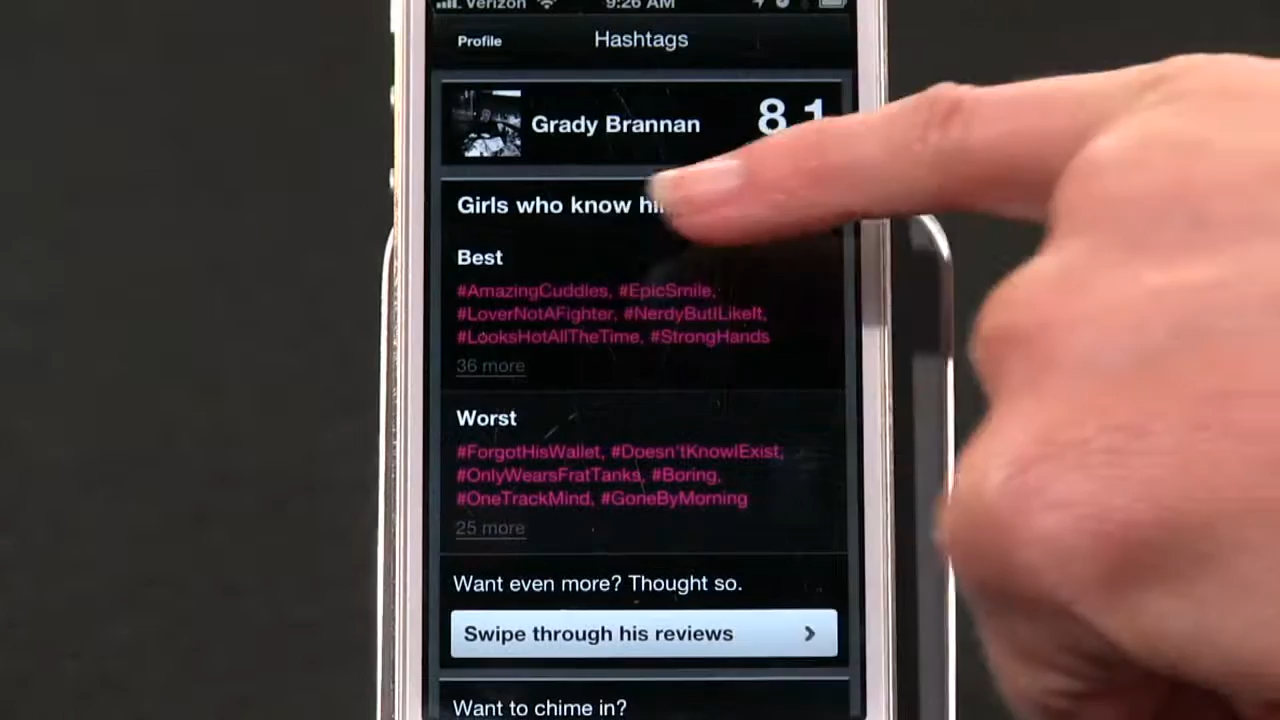 Verizon 9:26 AM
Profile Hashtags
Grady Brannan 8.1
Girls who know
Best
#AmazingCuddles, #EpicSmile,
#LoverNotAFighter, #NerdyButILikeIt,
#LooksHotAllTheTime, #StrongHands
36 more
Worst
#ForgotHisWallet, #Doesn'tKnowIExist,
#OnlyWearsFratTanks, #Boring,
#OneTrackMind, #GoneByMorning
25 more
Want even more? Thought so.
Swipe through his reviews
Want to chime in?